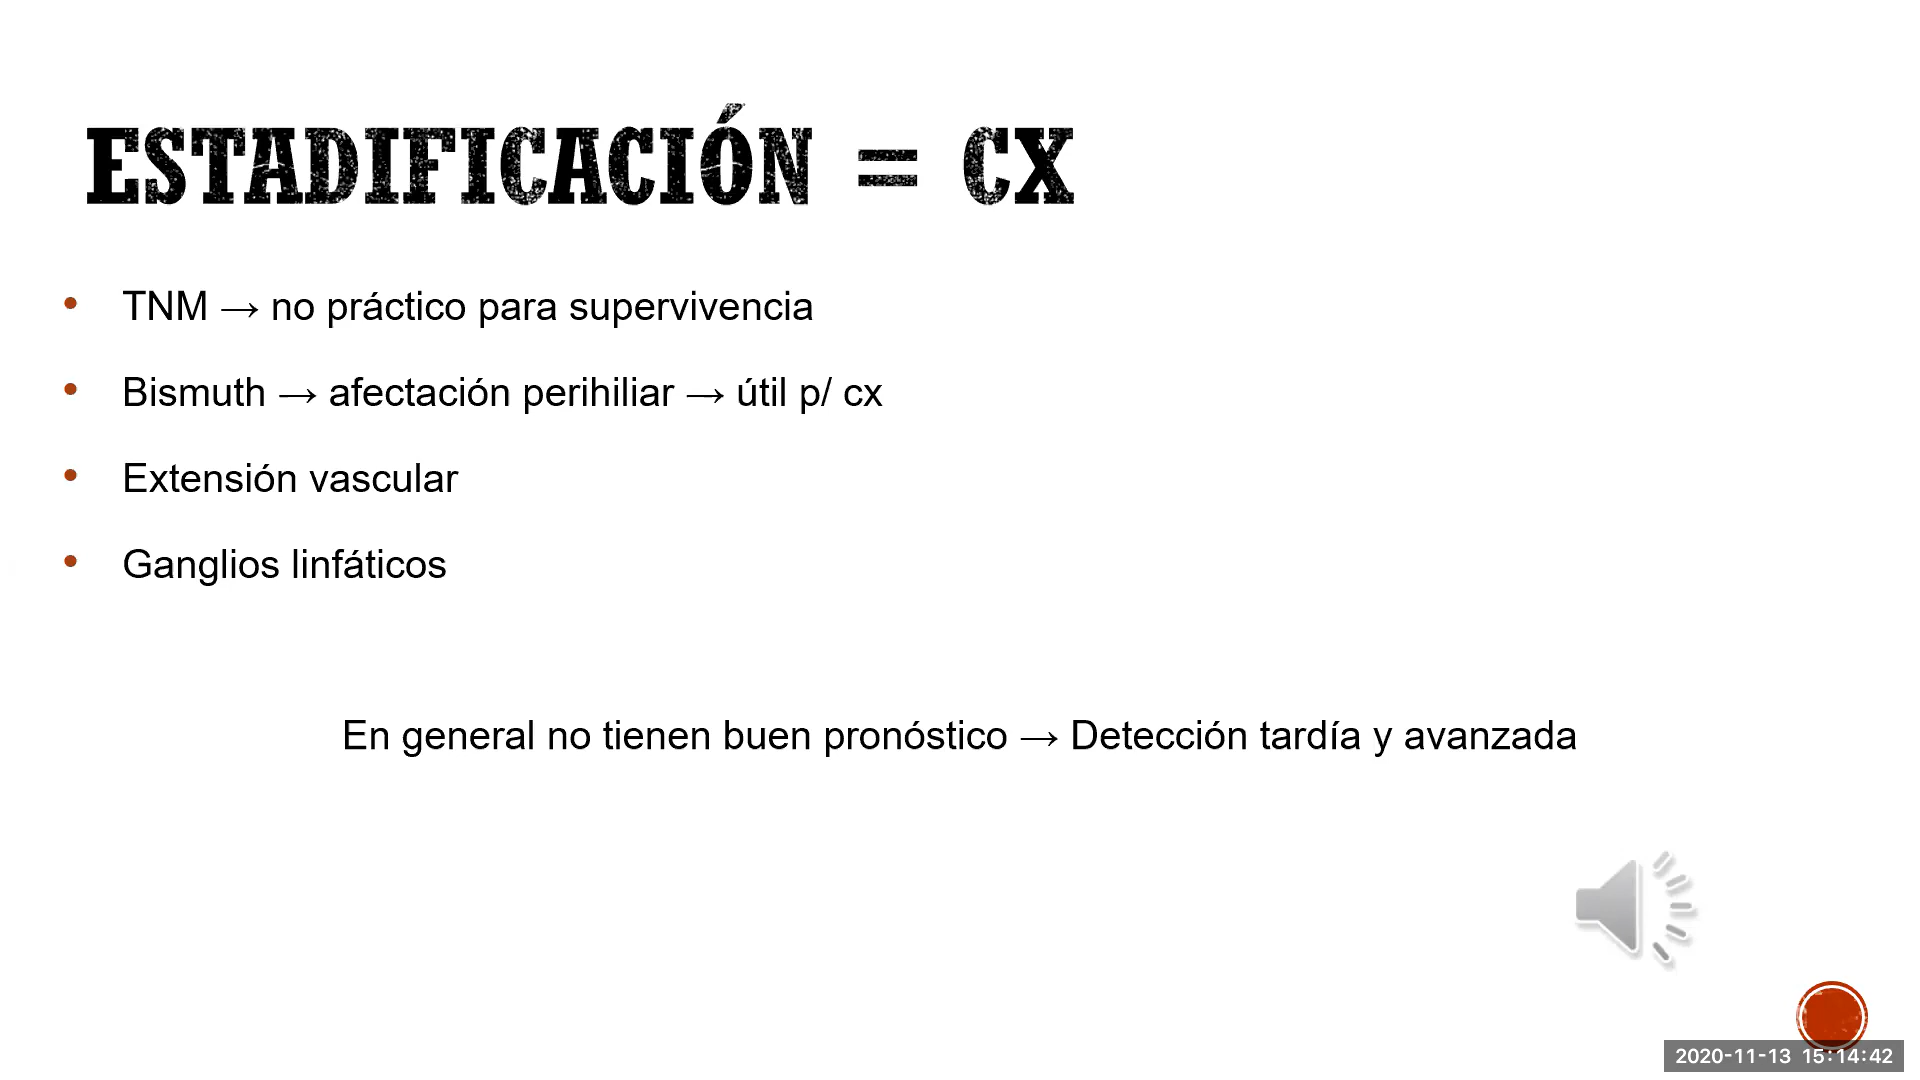 ESTADIFICACIÓN = CX
• TNM → no práctico para supervivencia
• Bismuth → afectación perihiliar → útil p/ cx
• Extensión vascular
• Ganglios linfáticos
En general no tienen buen pronóstico → Detección tardía y avanzada
2020-11-13 15:14:42